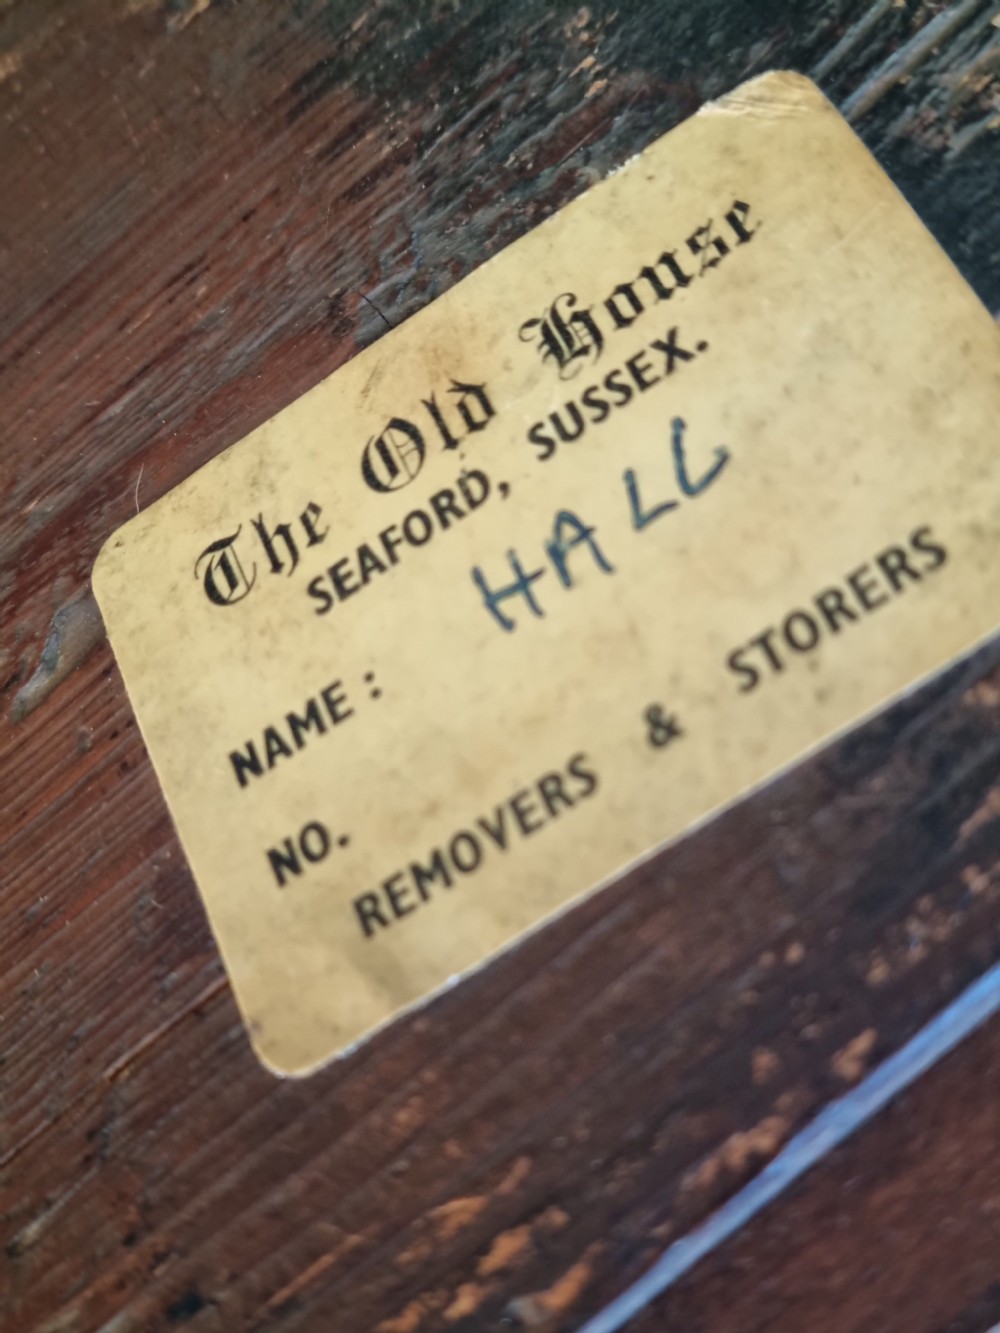 The Old House
SEAFORD, SUSSEX.
HALL
NAME :
NO.
REMOVERS & STORERS